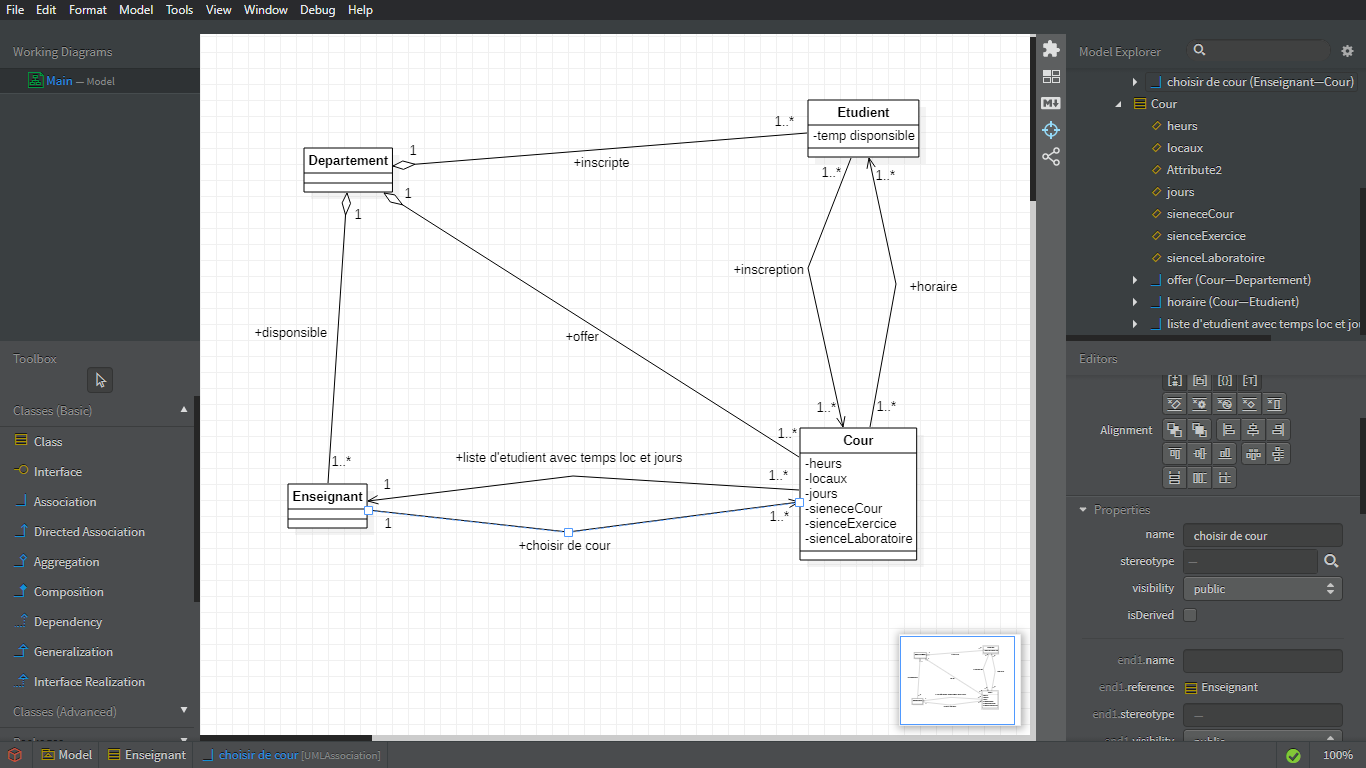 File Edit Format Model Tools View Window Debug Help
Working Diagrams
Main — Model
Toolbox
Classes (Basic)
Class
Interface
Association
Directed Association
Aggregation
Composition
Dependency
Generalization
Interface Realization
Classes (Advanced)
Departement
1
1
1
+inscripte
1..*
Etudient
-temp disponsible
1..*
1..*
+inscreption
+horaire
+disponsible
+offer
1..*
1..*
1..*
Cour
-heurs
-locaux
-jours
-sieneceCour
-sienceExercice
-sienceLaboratoire
+liste d'etudient avec temps loc et jours
1..*
1..*
1
Enseignant
1
1..*
+choisir de cour
M↓
Model Explorer
choisir de cour (Enseignant—Cour)
Cour
heurs
locaux
Attribute2
jours
sieneceCour
sienceExercice
sienceLaboratoire
offer (Cour—Departement)
horaire (Cour—Etudient)
liste d'etudient avec temps loc et jou
Editors
Alignment
Properties
name choisir de cour
stereotype —
visibility public
isDerived
end1.name
end1.reference Enseignant
end1.stereotype —
end1.visibility public
Model Enseignant choisir de cour [UMLAssociation] 100%